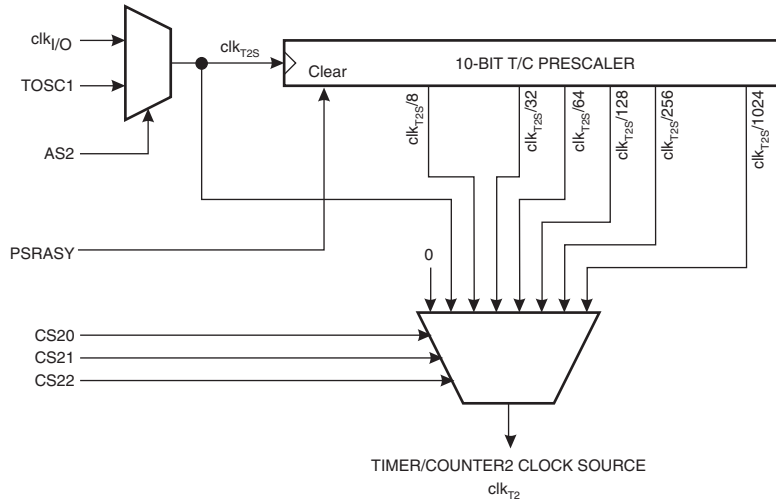 clkI/O
clkT2S
10-BIT T/C PRESCALER
Clear
TOSC1
clkT2S/8
clkT2S/32
clkT2S/64
clkT2S/128
clkT2S/256
clkT2S/1024
AS2
PSRASY
0
CS20
CS21
CS22
TIMER/COUNTER2 CLOCK SOURCE
clkT2